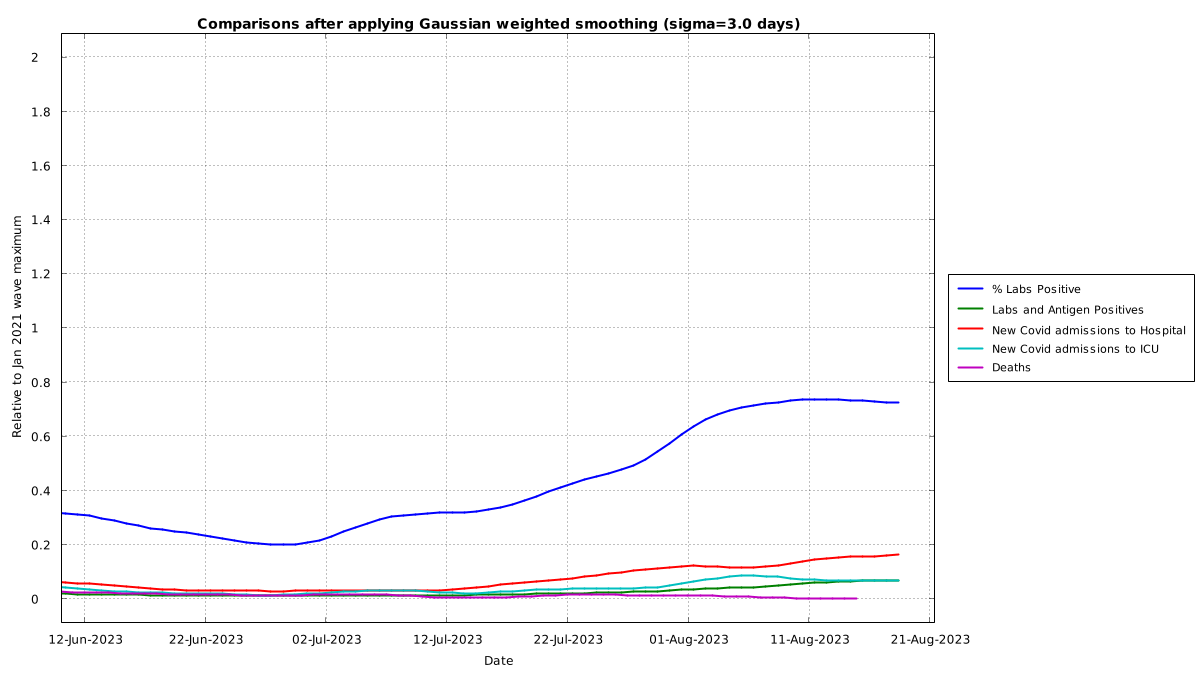 Comparisons after applying Gaussian weighted smoothing (sigma=3.0 days)
Relative to Jan 2021 wave maximum
2
1.8
1.6
1.4
1.2
1
0.8
0.6
0.4
0.2
0
12-Jun-2023 22-Jun-2023 02-Jul-2023 12-Jul-2023 22-Jul-2023 01-Aug-2023 11-Aug-2023 21-Aug-2023
Date
% Labs Positive
Labs and Antigen Positives
New Covid admissions to Hospital
New Covid admissions to ICU
Deaths